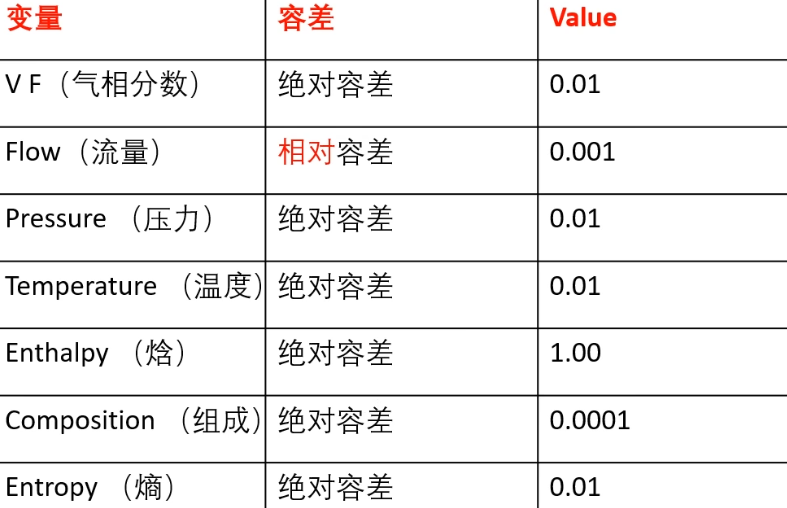 变量 容差 Value
V F（气相分数） 绝对容差 0.01
Flow（流量） 相对容差 0.001
Pressure （压力） 绝对容差 0.01
Temperature （温度） 绝对容差 0.01
Enthalpy （焓） 绝对容差 1.00
Composition （组成） 绝对容差 0.0001
Entropy （熵） 绝对容差 0.01